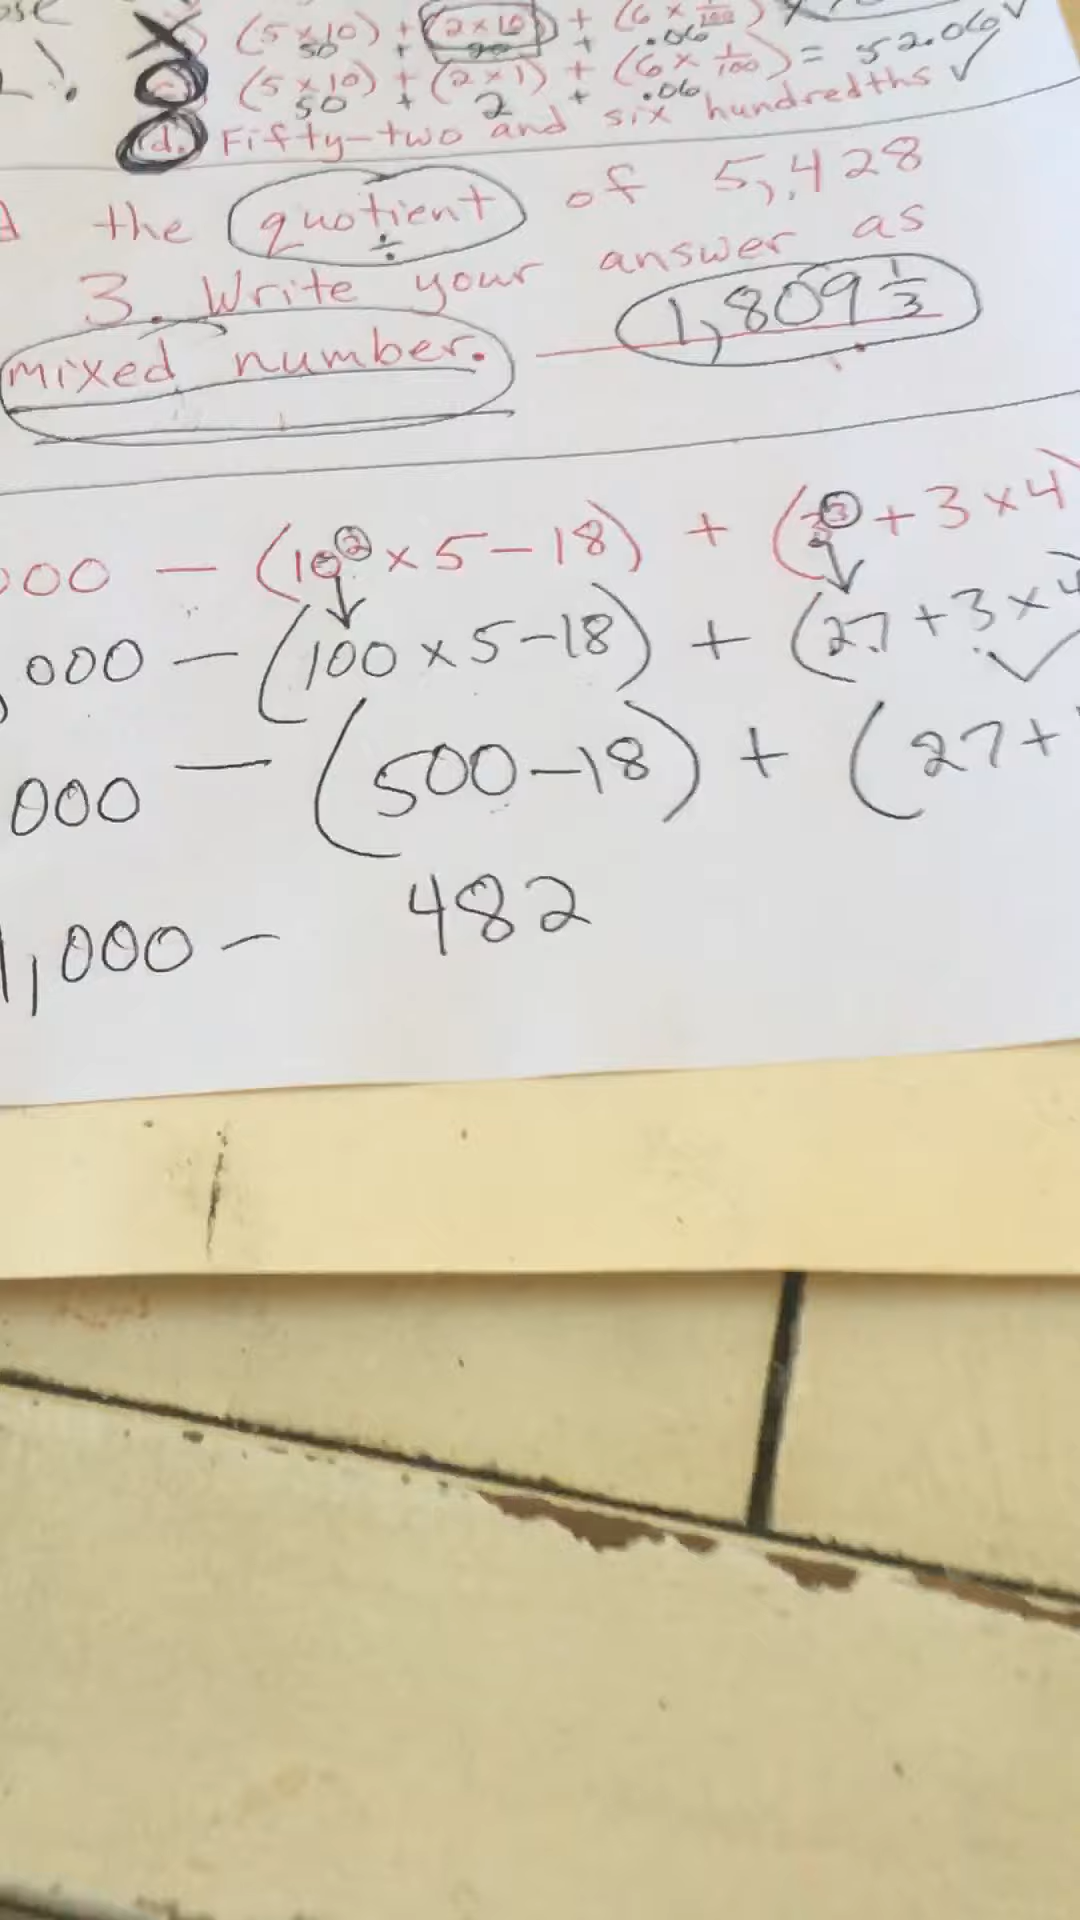 (5 x 10) + (2 x 10) + (6 x 1/100) X
50 + 20 + .06
(5 x 10) + (2 x 1) + (6 x 1/100) = 52.06 ✓
50 + 2 + .06
d. Fifty-two and six hundredths ✓
the quotient of 5,428
÷
3. Write your answer as
mixed number. 1,809 1/3
000 - (10² x 5 - 18) + (3³ + 3 x 4)
,000 - (100 x 5 - 18) + (27 + 3 x 4
✓
000 - (500 - 18) + (27 +
1,000 - 482